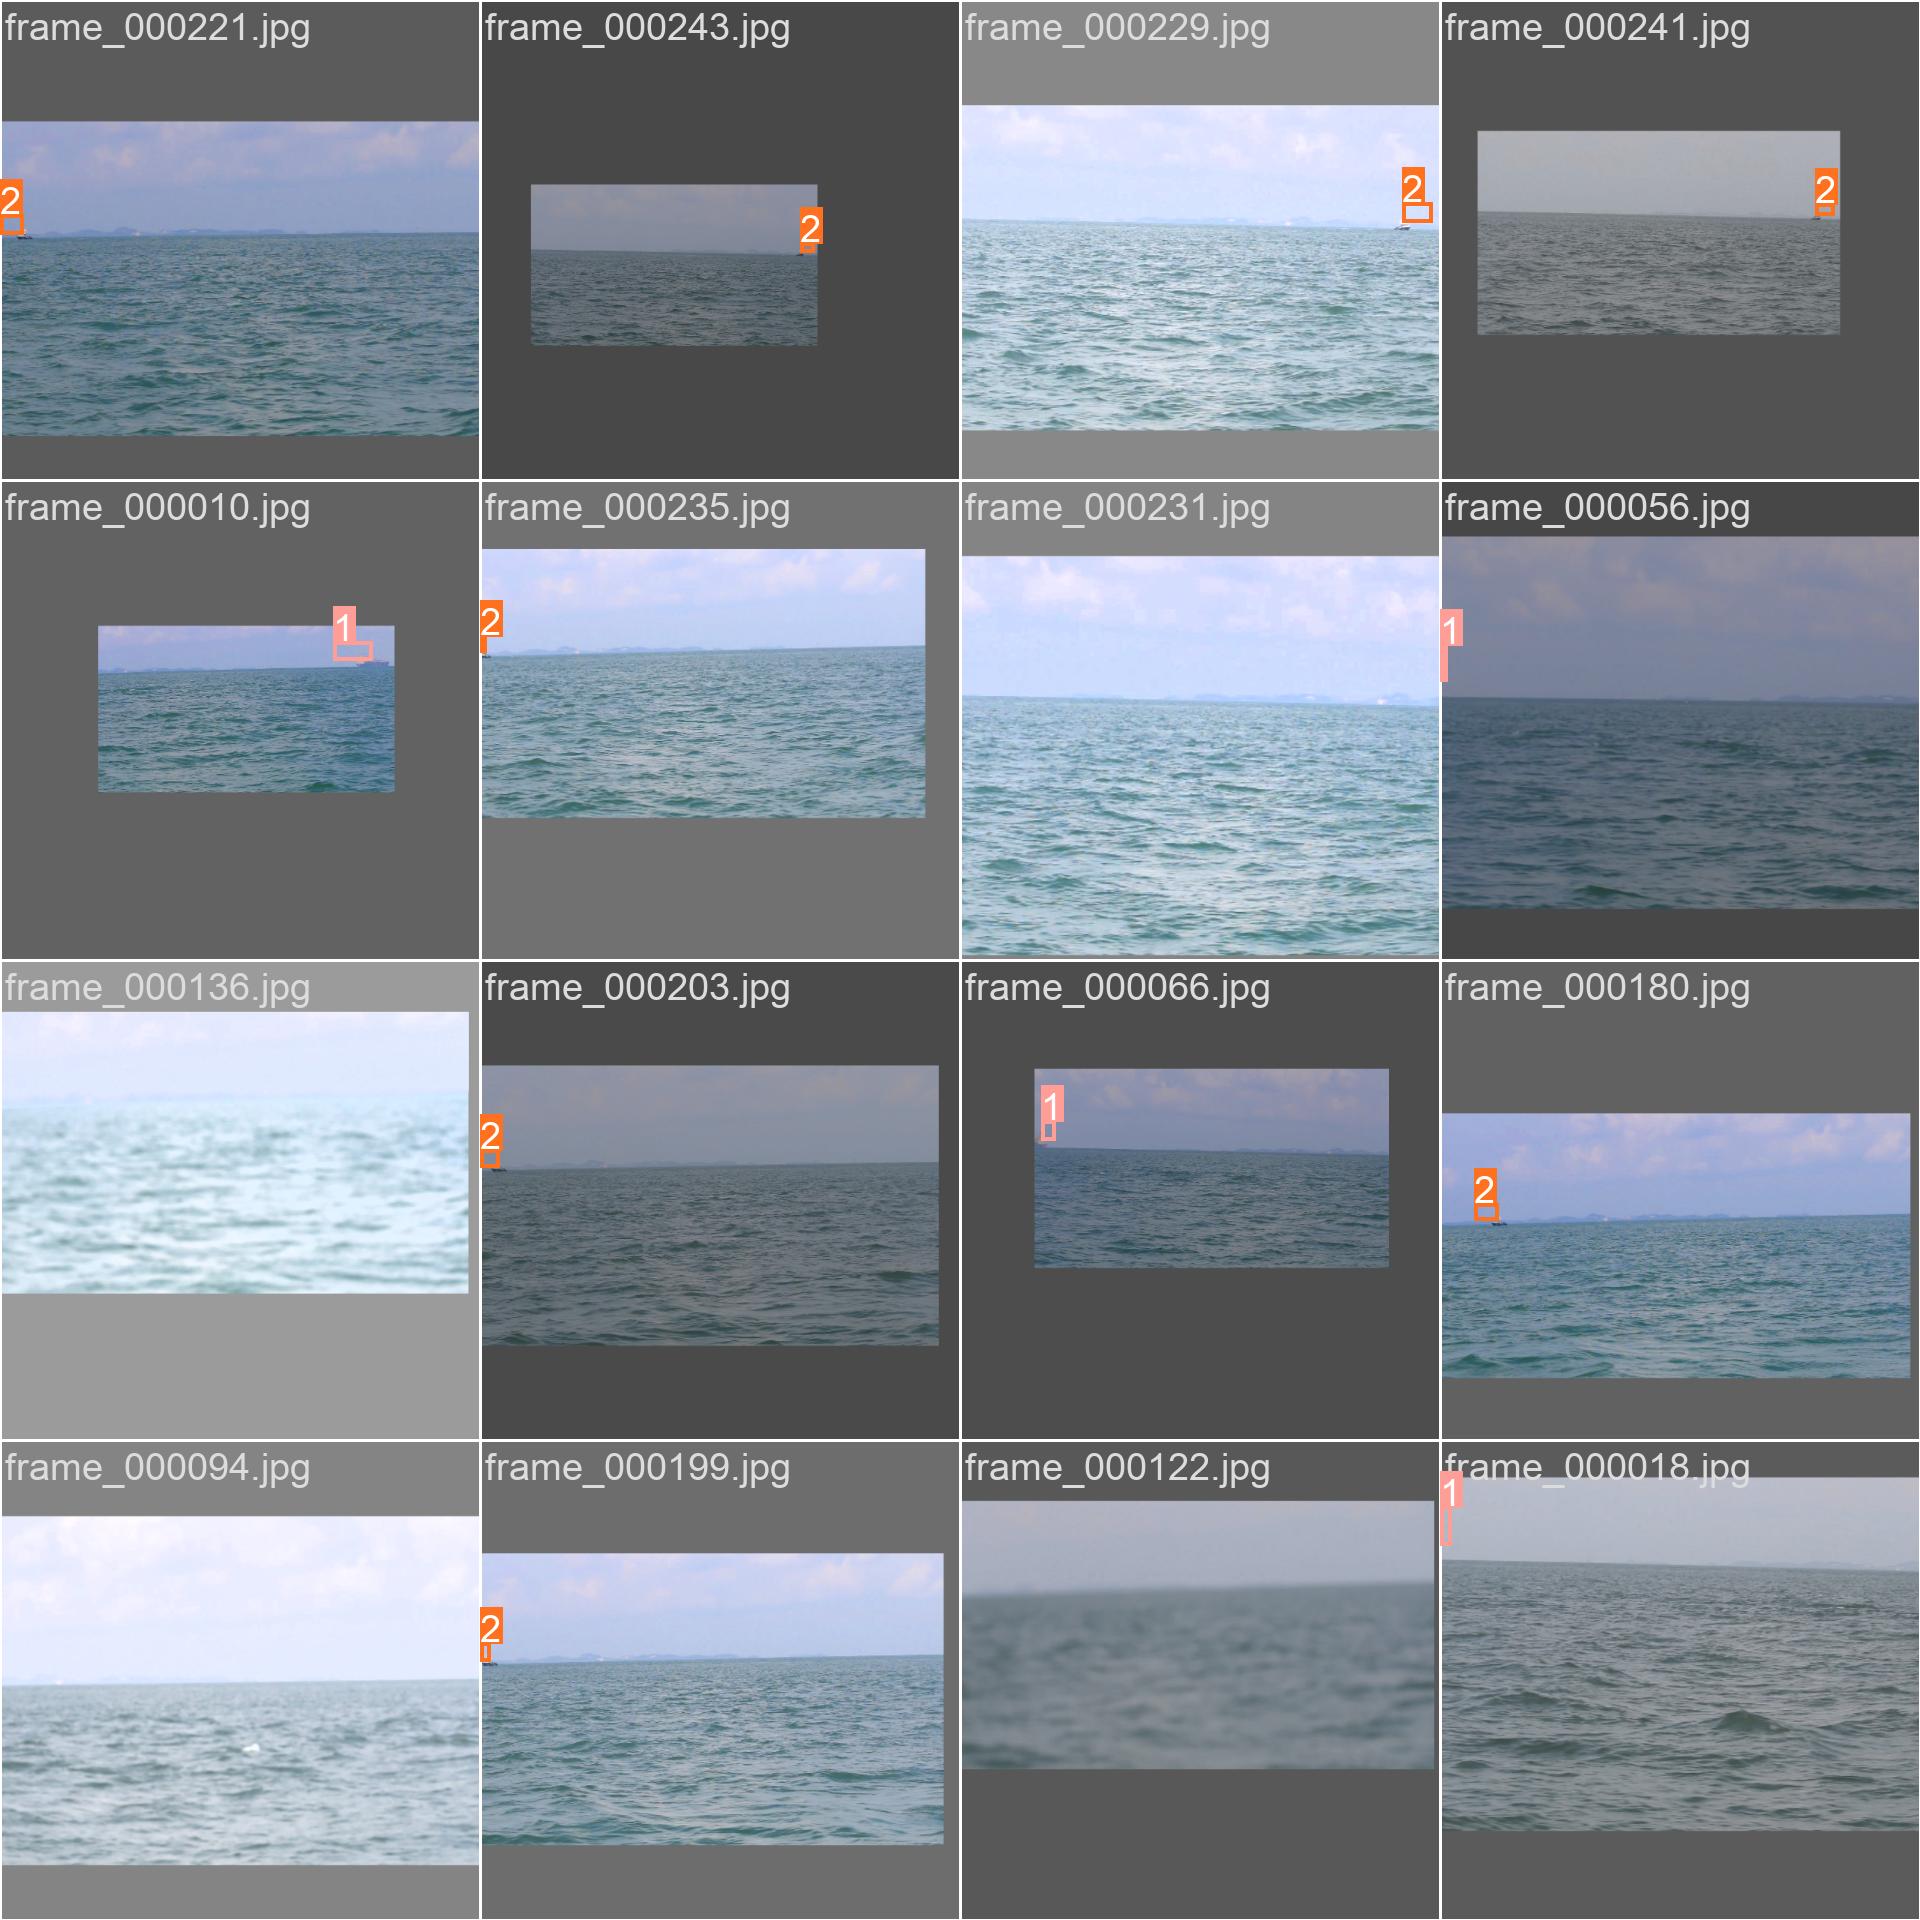 frame_000221.jpg
frame_000243.jpg
frame_000229.jpg
frame_000241.jpg
2
2
2
2
frame_000010.jpg
frame_000235.jpg
frame_000231.jpg
frame_000056.jpg
1
2
1
frame_000136.jpg
frame_000203.jpg
frame_000066.jpg
frame_000180.jpg
2
1
2
frame_000094.jpg
frame_000199.jpg
frame_000122.jpg
frame_000018.jpg
2
1